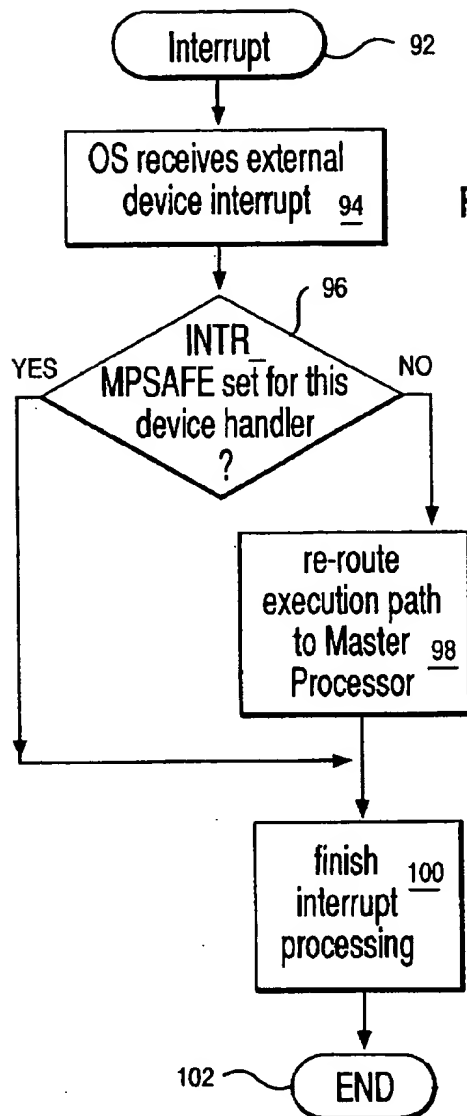 Interrupt 92
OS receives external
device interrupt 94
96
INTR_
MPSAFE set for this
device handler
?
YES
NO
re-route
execution path
to Master
Processor 98
finish 100
interrupt
processing
102 END